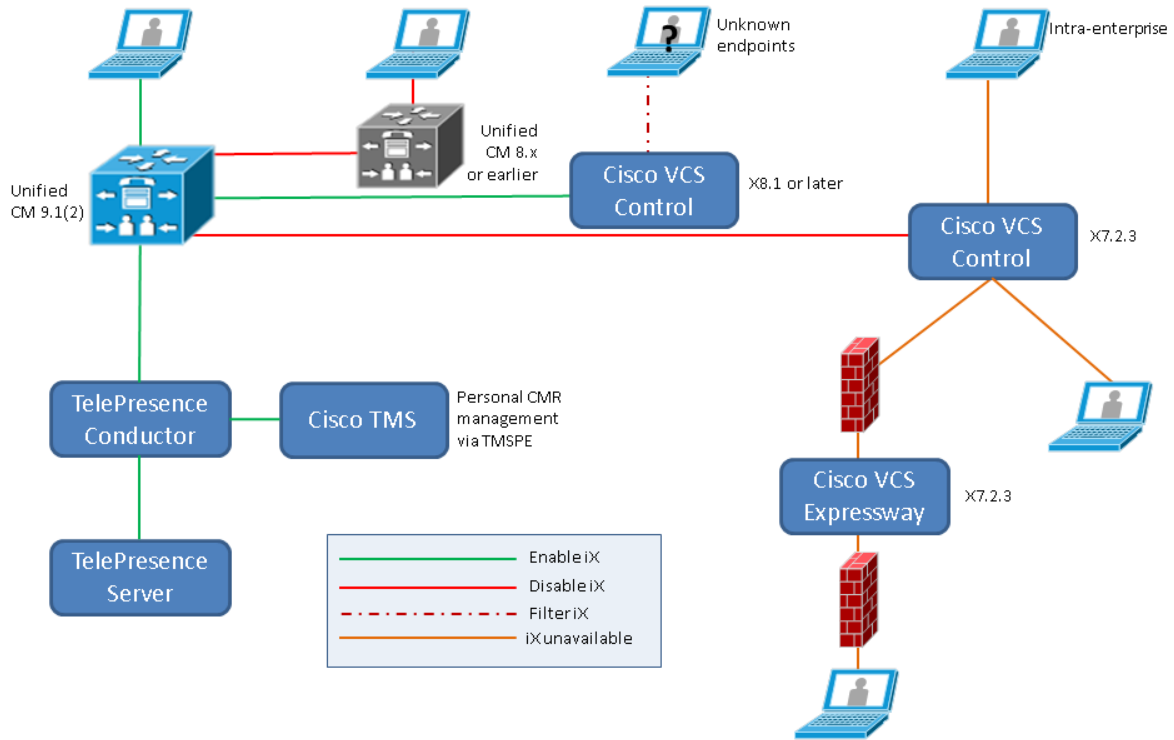 Unknown
endpoints
?
Intra-enterprise
Unified
CM 8.x
or earlier
Cisco VCS
Control
X8.1 or later
Unified
CM 9.1(2)
Cisco VCS
Control
X7.2.3
TelePresence
Conductor
Cisco TMS
Personal CMR
management
via TMSPE
Cisco VCS
Expressway
X7.2.3
TelePresence
Server
Enable iX
Disable iX
Filter iX
iX unavailable